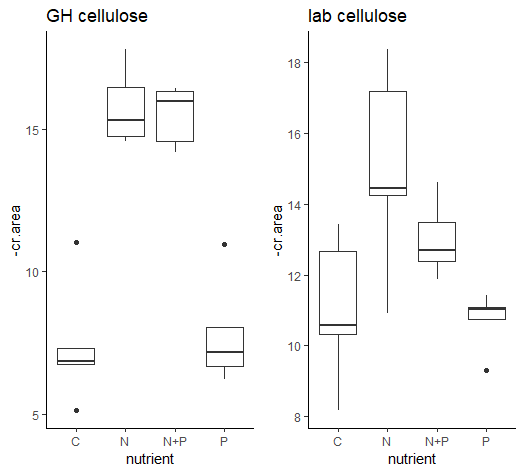 GH cellulose
-cr.area
15
10
5
C N N+P P
nutrient
lab cellulose
-cr.area
18
16
14
12
10
8
C N N+P P
nutrient